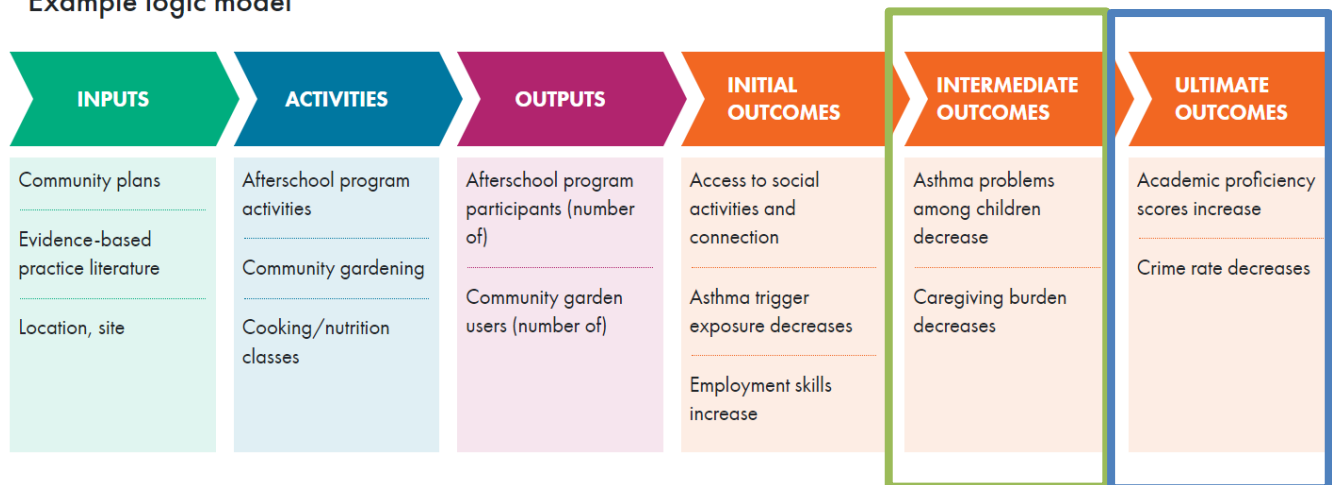 Example logic model
INPUTS
ACTIVITIES
OUTPUTS
INITIAL
OUTCOMES
INTERMEDIATE
OUTCOMES
ULTIMATE
OUTCOMES
Community plans
Evidence-based
practice literature
Location, site
Afterschool program
activities
Community gardening
Cooking/nutrition
classes
Afterschool program
participants (number
of)
Community garden
users (number of)
Access to social
activities and
connection
Asthma trigger
exposure decreases
Employment skills
increase
Asthma problems
among children
decrease
Caregiving burden
decreases
Academic proficiency
scores increase
Crime rate decreases